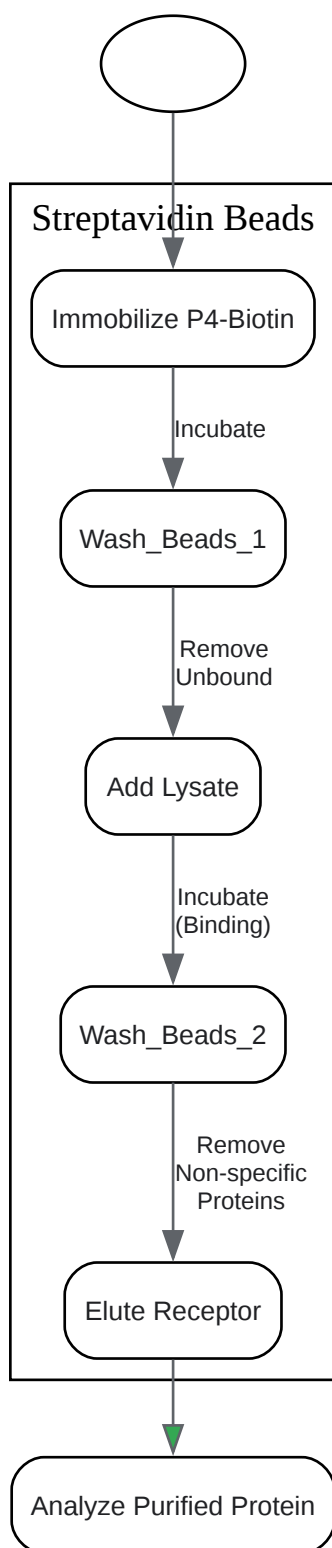 Streptavidin Beads
Immobilize P4-Biotin
Incubate
Wash_Beads_1
Remove
Unbound
Add Lysate
Incubate
(Binding)
Wash_Beads_2
Remove
Non-specific
Proteins
Elute Receptor
Analyze Purified Protein